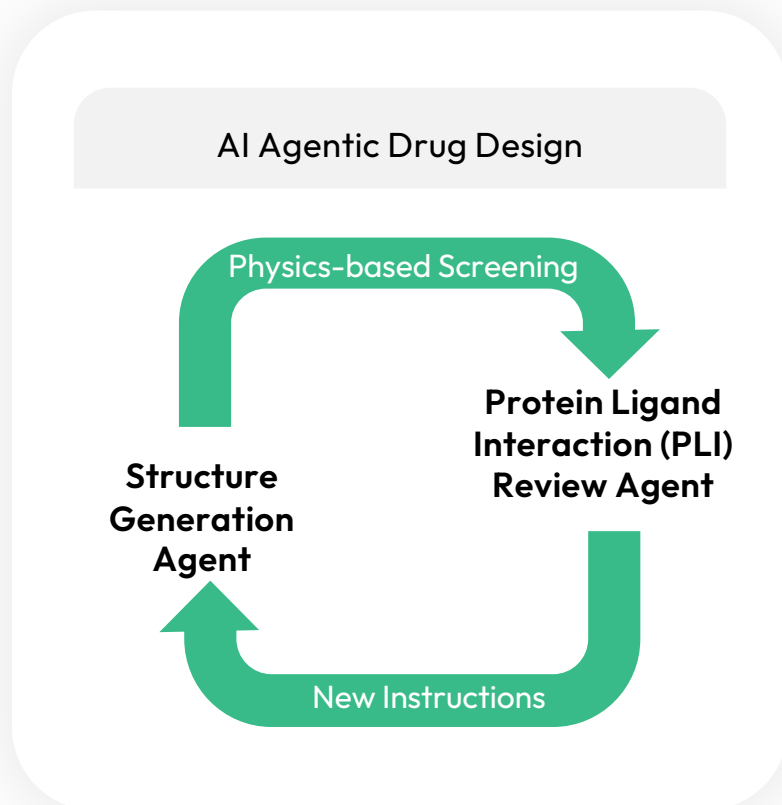 AI Agentic Drug Design
Physics-based Screening
Protein Ligand
Interaction (PLI)
Review Agent
Structure
Generation
Agent
New Instructions